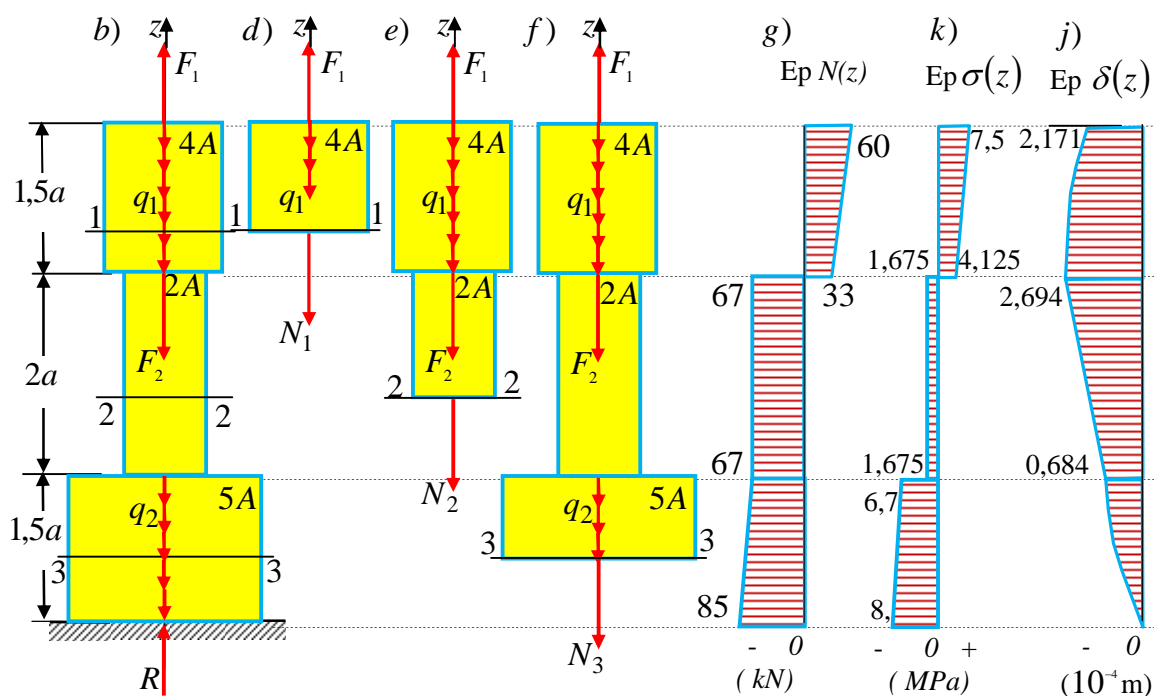 b)
z
d)
z
e)
z
f)
z
g)
k)
j)
F₁
F₁
F₁
F₁
Ep N(z)
Ep σ(z)
Ep δ(z)
4A
4A
4A
4A
60
7,5
2,171
1,5a
q₁
q₁
q₁
q₁
1
1
1
1
1,675
4,125
2A
2A
2A
67
33
2,694
N₁
2a
F₂
F₂
F₂
2
2
2
2
67
1,675
0,684
N₂
1,5a
q₂
5A
q₂
5A
6,7
3
3
3
3
85
8,
R
N₃
- 0
- 0 +
- 0
(kN)
(MPa)
(10⁻⁴ m)